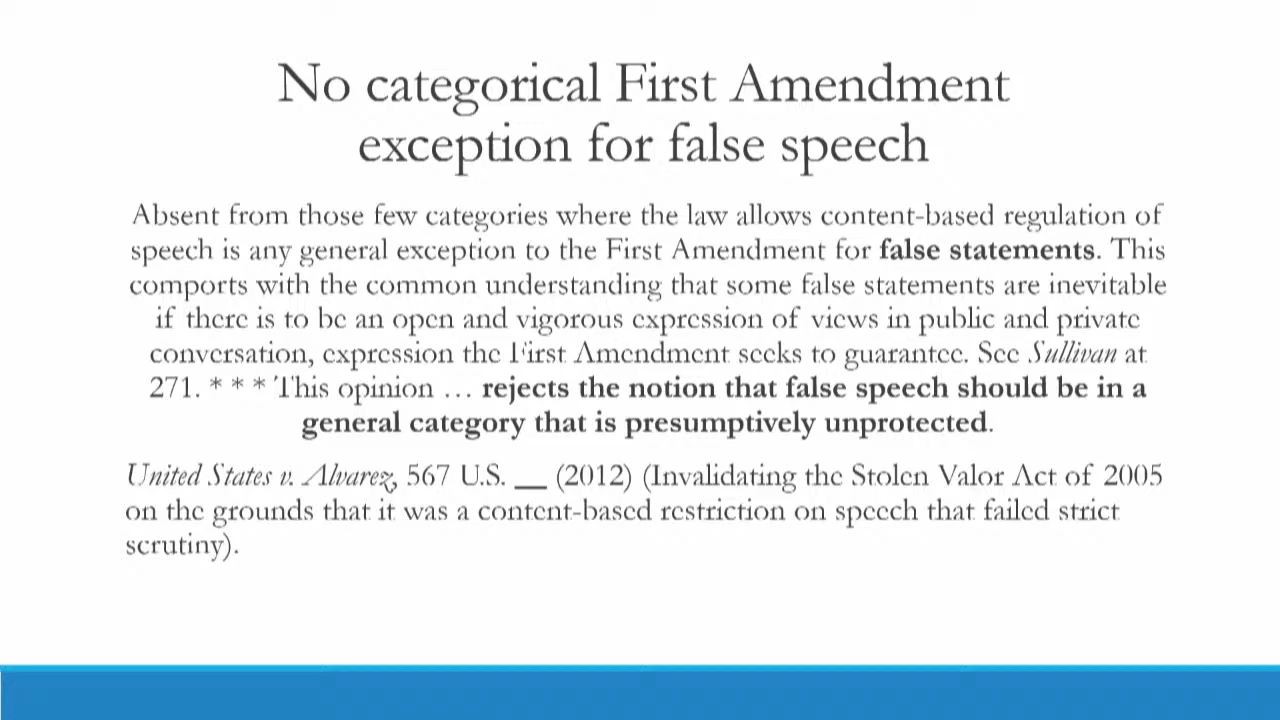 No categorical First Amendment
exception for false speech
Absent from those few categories where the law allows content-based regulation of
speech is any general exception to the First Amendment for false statements. This
comports with the common understanding that some false statements are inevitable
if there is to be an open and vigorous expression of views in public and private
conversation, expression the First Amendment seeks to guarantee. See Sullivan at
271. * * * This opinion … rejects the notion that false speech should be in a
general category that is presumptively unprotected.
United States v. Alvarez, 567 U.S. __ (2012) (Invalidating the Stolen Valor Act of 2005
on the grounds that it was a content-based restriction on speech that failed strict
scrutiny).